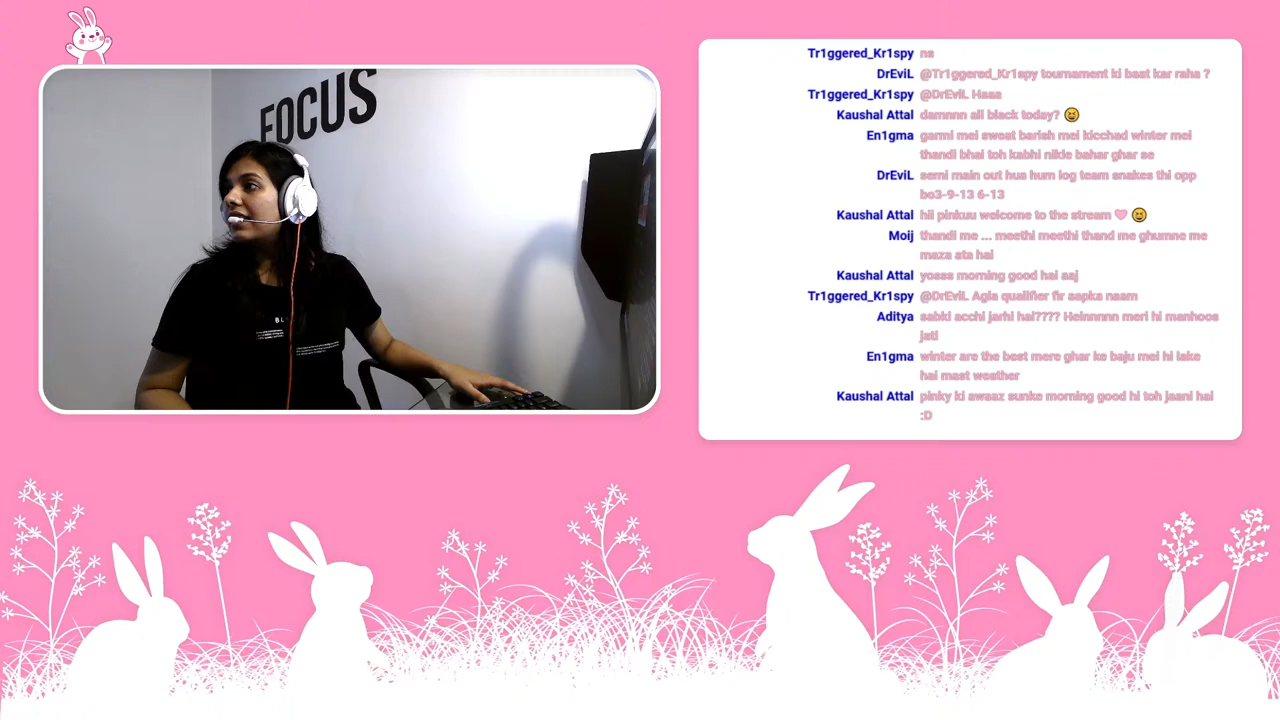 FOCUS
BL
Tr1ggered_Kr1spy ns
DrEviL @Tr1ggered_Kr1spy tournament ki baat kar raha ?
Tr1ggered_Kr1spy @DrEviL Haaa
Kaushal Attal damnnn all black today? 😆
En1gma garmi mei sweat barish mei kicchad winter mei
thandi bhai toh kabhi nikle bahar ghar se
DrEviL semi main out hua hum log team snakes thi opp
bo3-9-13 6-13
Kaushal Attal hii pinkuu welcome to the stream 🩷 😆
Moij thandi me ... meethi meethi thand me ghumne me
maza ata hai
Kaushal Attal yosss morning good hai aaj
Tr1ggered_Kr1spy @DrEviL Agla qualifier fir aapka naam
Aditya sabki acchi jarhi hai???? Heinnnnn meri hi manhoos
jati
En1gma winter are the best mere ghar ke baju mei hi lake
hai mast weather
Kaushal Attal pinky ki awaaz sunke morning good hi toh jaani hai
:D